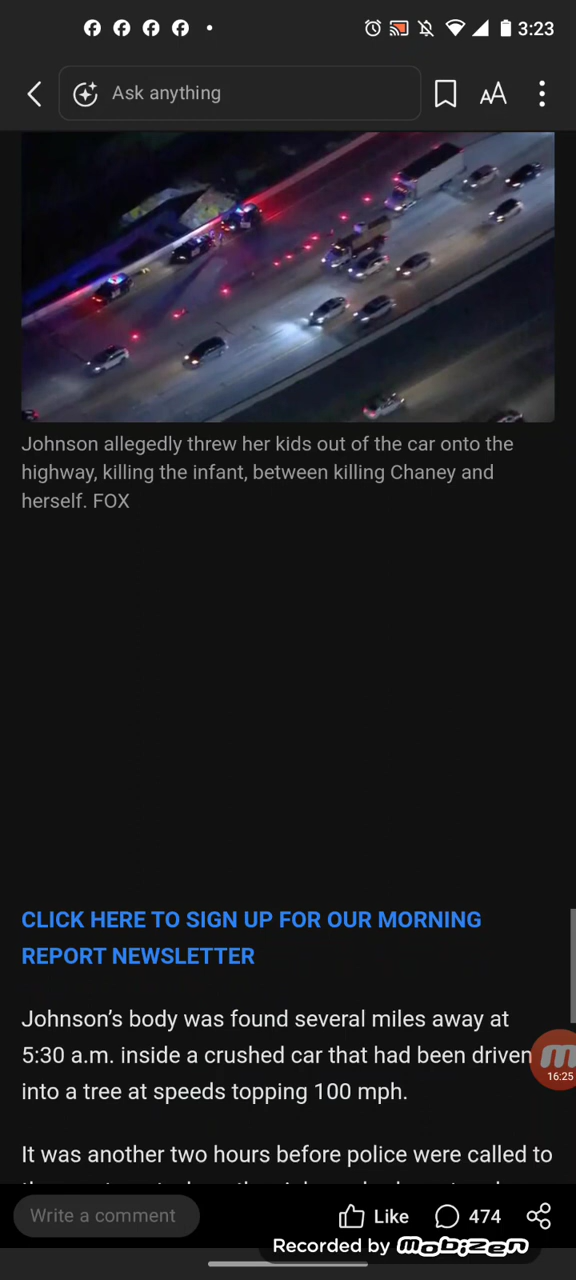 3:23
Ask anything
AA
Johnson allegedly threw her kids out of the car onto the
highway, killing the infant, between killing Chaney and
herself. FOX
CLICK HERE TO SIGN UP FOR OUR MORNING
REPORT NEWSLETTER
Johnson’s body was found several miles away at
5:30 a.m. inside a crushed car that had been driven
16:25
into a tree at speeds topping 100 mph.
It was another two hours before police were called to
Write a comment
Like
474
Recorded by mobizen